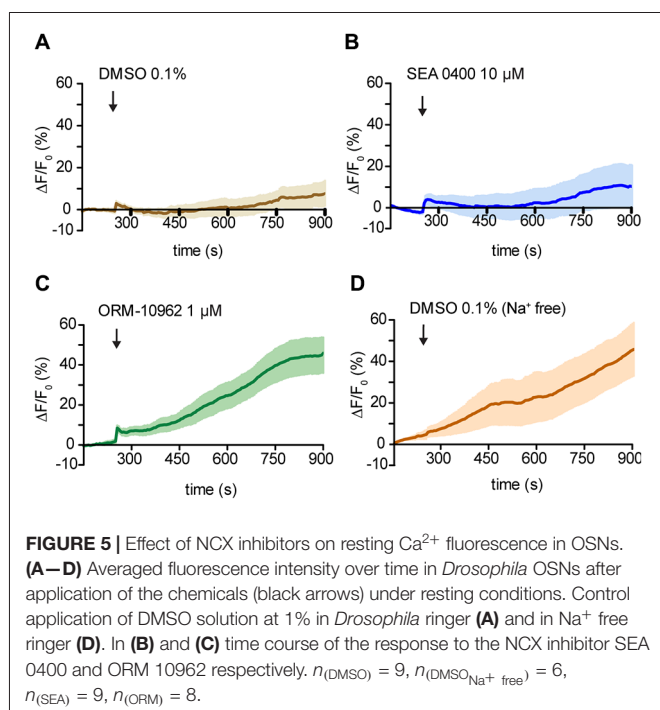 A
DMSO 0.1%
60
40
20
0
-10
ΔF/F₀ (%)
300 450 600 750 900
time (s)
B
SEA 0400 10 µM
60
40
20
0
-10
ΔF/F₀ (%)
300 450 600 750 900
time (s)
C
ORM-10962 1 µM
60
40
20
0
-10
ΔF/F₀ (%)
300 450 600 750 900
time (s)
D
DMSO 0.1% (Na⁺ free)
60
40
20
0
-10
ΔF/F₀ (%)
300 450 600 750 900
time (s)
FIGURE 5 | Effect of NCX inhibitors on resting Ca²⁺ fluorescence in OSNs.
(A—D) Averaged fluorescence intensity over time in Drosophila OSNs after
application of the chemicals (black arrows) under resting conditions. Control
application of DMSO solution at 1% in Drosophila ringer (A) and in Na⁺ free
ringer (D). In (B) and (C) time course of the response to the NCX inhibitor SEA
0400 and ORM 10962 respectively. n(DMSO) = 9, n(DMSO Na⁺ free) = 6,
n(SEA) = 9, n(ORM) = 8.